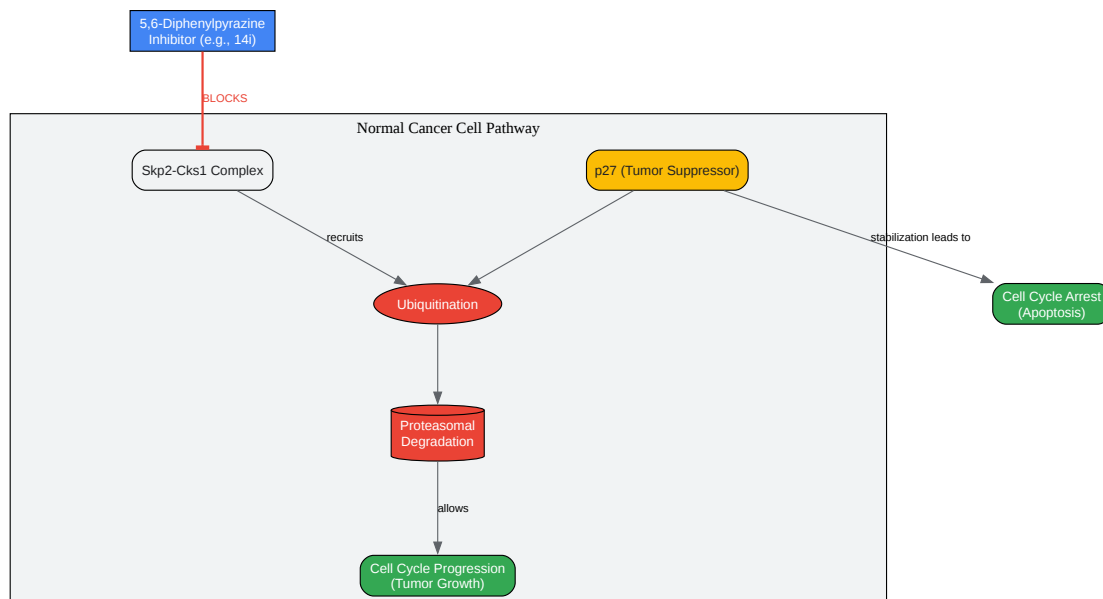 5,6-Diphenylpyrazine
Inhibitor (e.g., 14i)
BLOCKS
Normal Cancer Cell Pathway
Skp2-Cks1 Complex
p27 (Tumor Suppressor)
recruits
stabilization leads to
Ubiquitination
Cell Cycle Arrest
(Apoptosis)
Proteasomal
Degradation
allows
Cell Cycle Progression
(Tumor Growth)